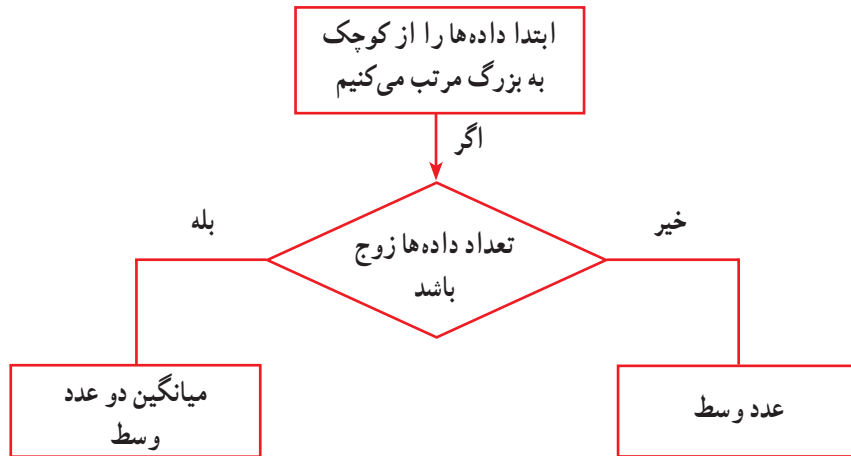 ابتدا داده‌ها را از کوچک
به بزرگ مرتب می‌کنیم
اگر
خیر
بله
تعداد داده‌ها زوج
باشد
عدد وسط
میانگین دو عدد
وسط